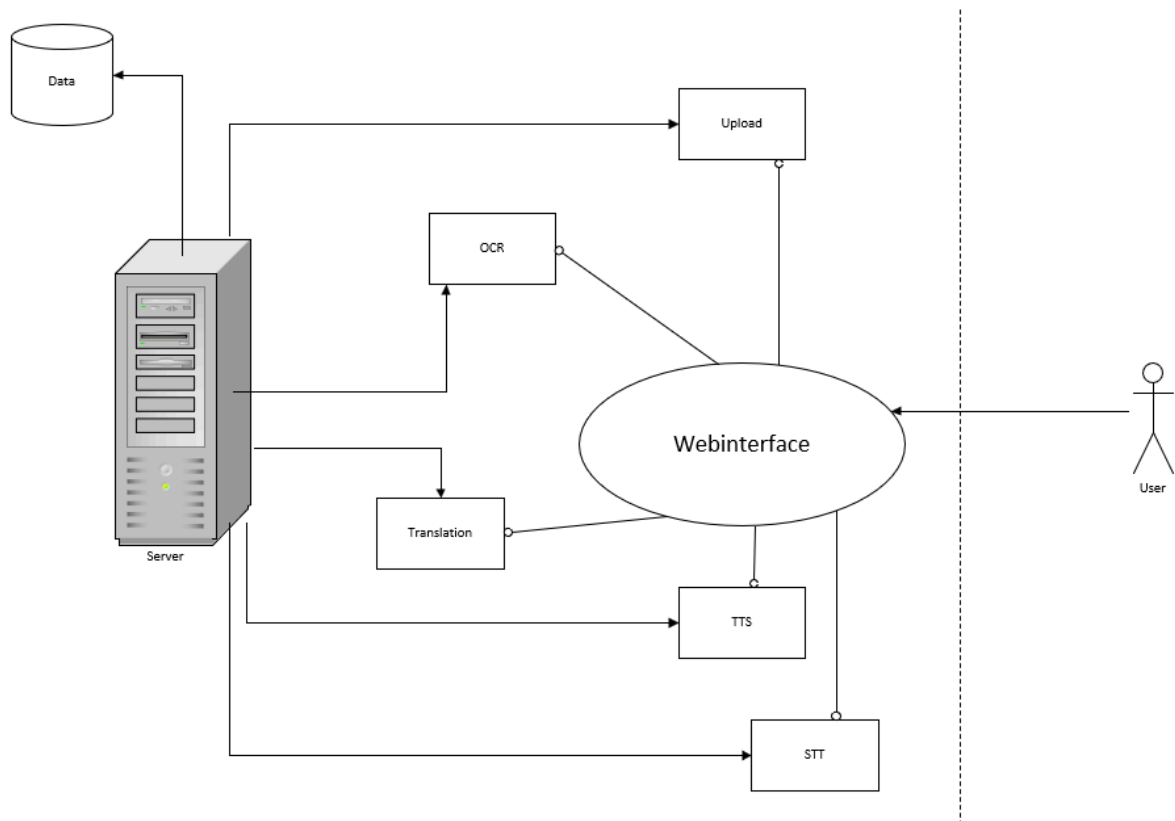 Data
Upload
OCR
Webinterface
User
Translation
Server
TTS
STT